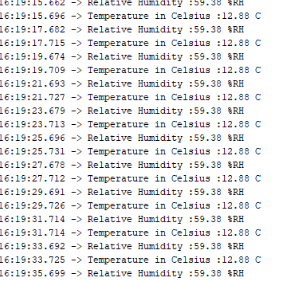 16:19:15.662 -> Relative Humidity :59.38 %RH
16:19:15.696 -> Temperature in Celsius :12.88 C
16:19:17.682 -> Relative Humidity :59.38 %RH
16:19:17.715 -> Temperature in Celsius :12.88 C
16:19:19.674 -> Relative Humidity :59.38 %RH
16:19:19.709 -> Temperature in Celsius :12.88 C
16:19:21.693 -> Relative Humidity :59.38 %RH
16:19:21.727 -> Temperature in Celsius :12.88 C
16:19:23.679 -> Relative Humidity :59.38 %RH
16:19:23.713 -> Temperature in Celsius :12.88 C
16:19:25.696 -> Relative Humidity :59.38 %RH
16:19:25.731 -> Temperature in Celsius :12.88 C
16:19:27.678 -> Relative Humidity :59.38 %RH
16:19:27.712 -> Temperature in Celsius :12.88 C
16:19:29.691 -> Relative Humidity :59.38 %RH
16:19:29.726 -> Temperature in Celsius :12.88 C
16:19:31.714 -> Relative Humidity :59.38 %RH
16:19:31.714 -> Temperature in Celsius :12.88 C
16:19:33.692 -> Relative Humidity :59.38 %RH
16:19:33.725 -> Temperature in Celsius :12.88 C
16:19:35.699 -> Relative Humidity :59.38 %RH